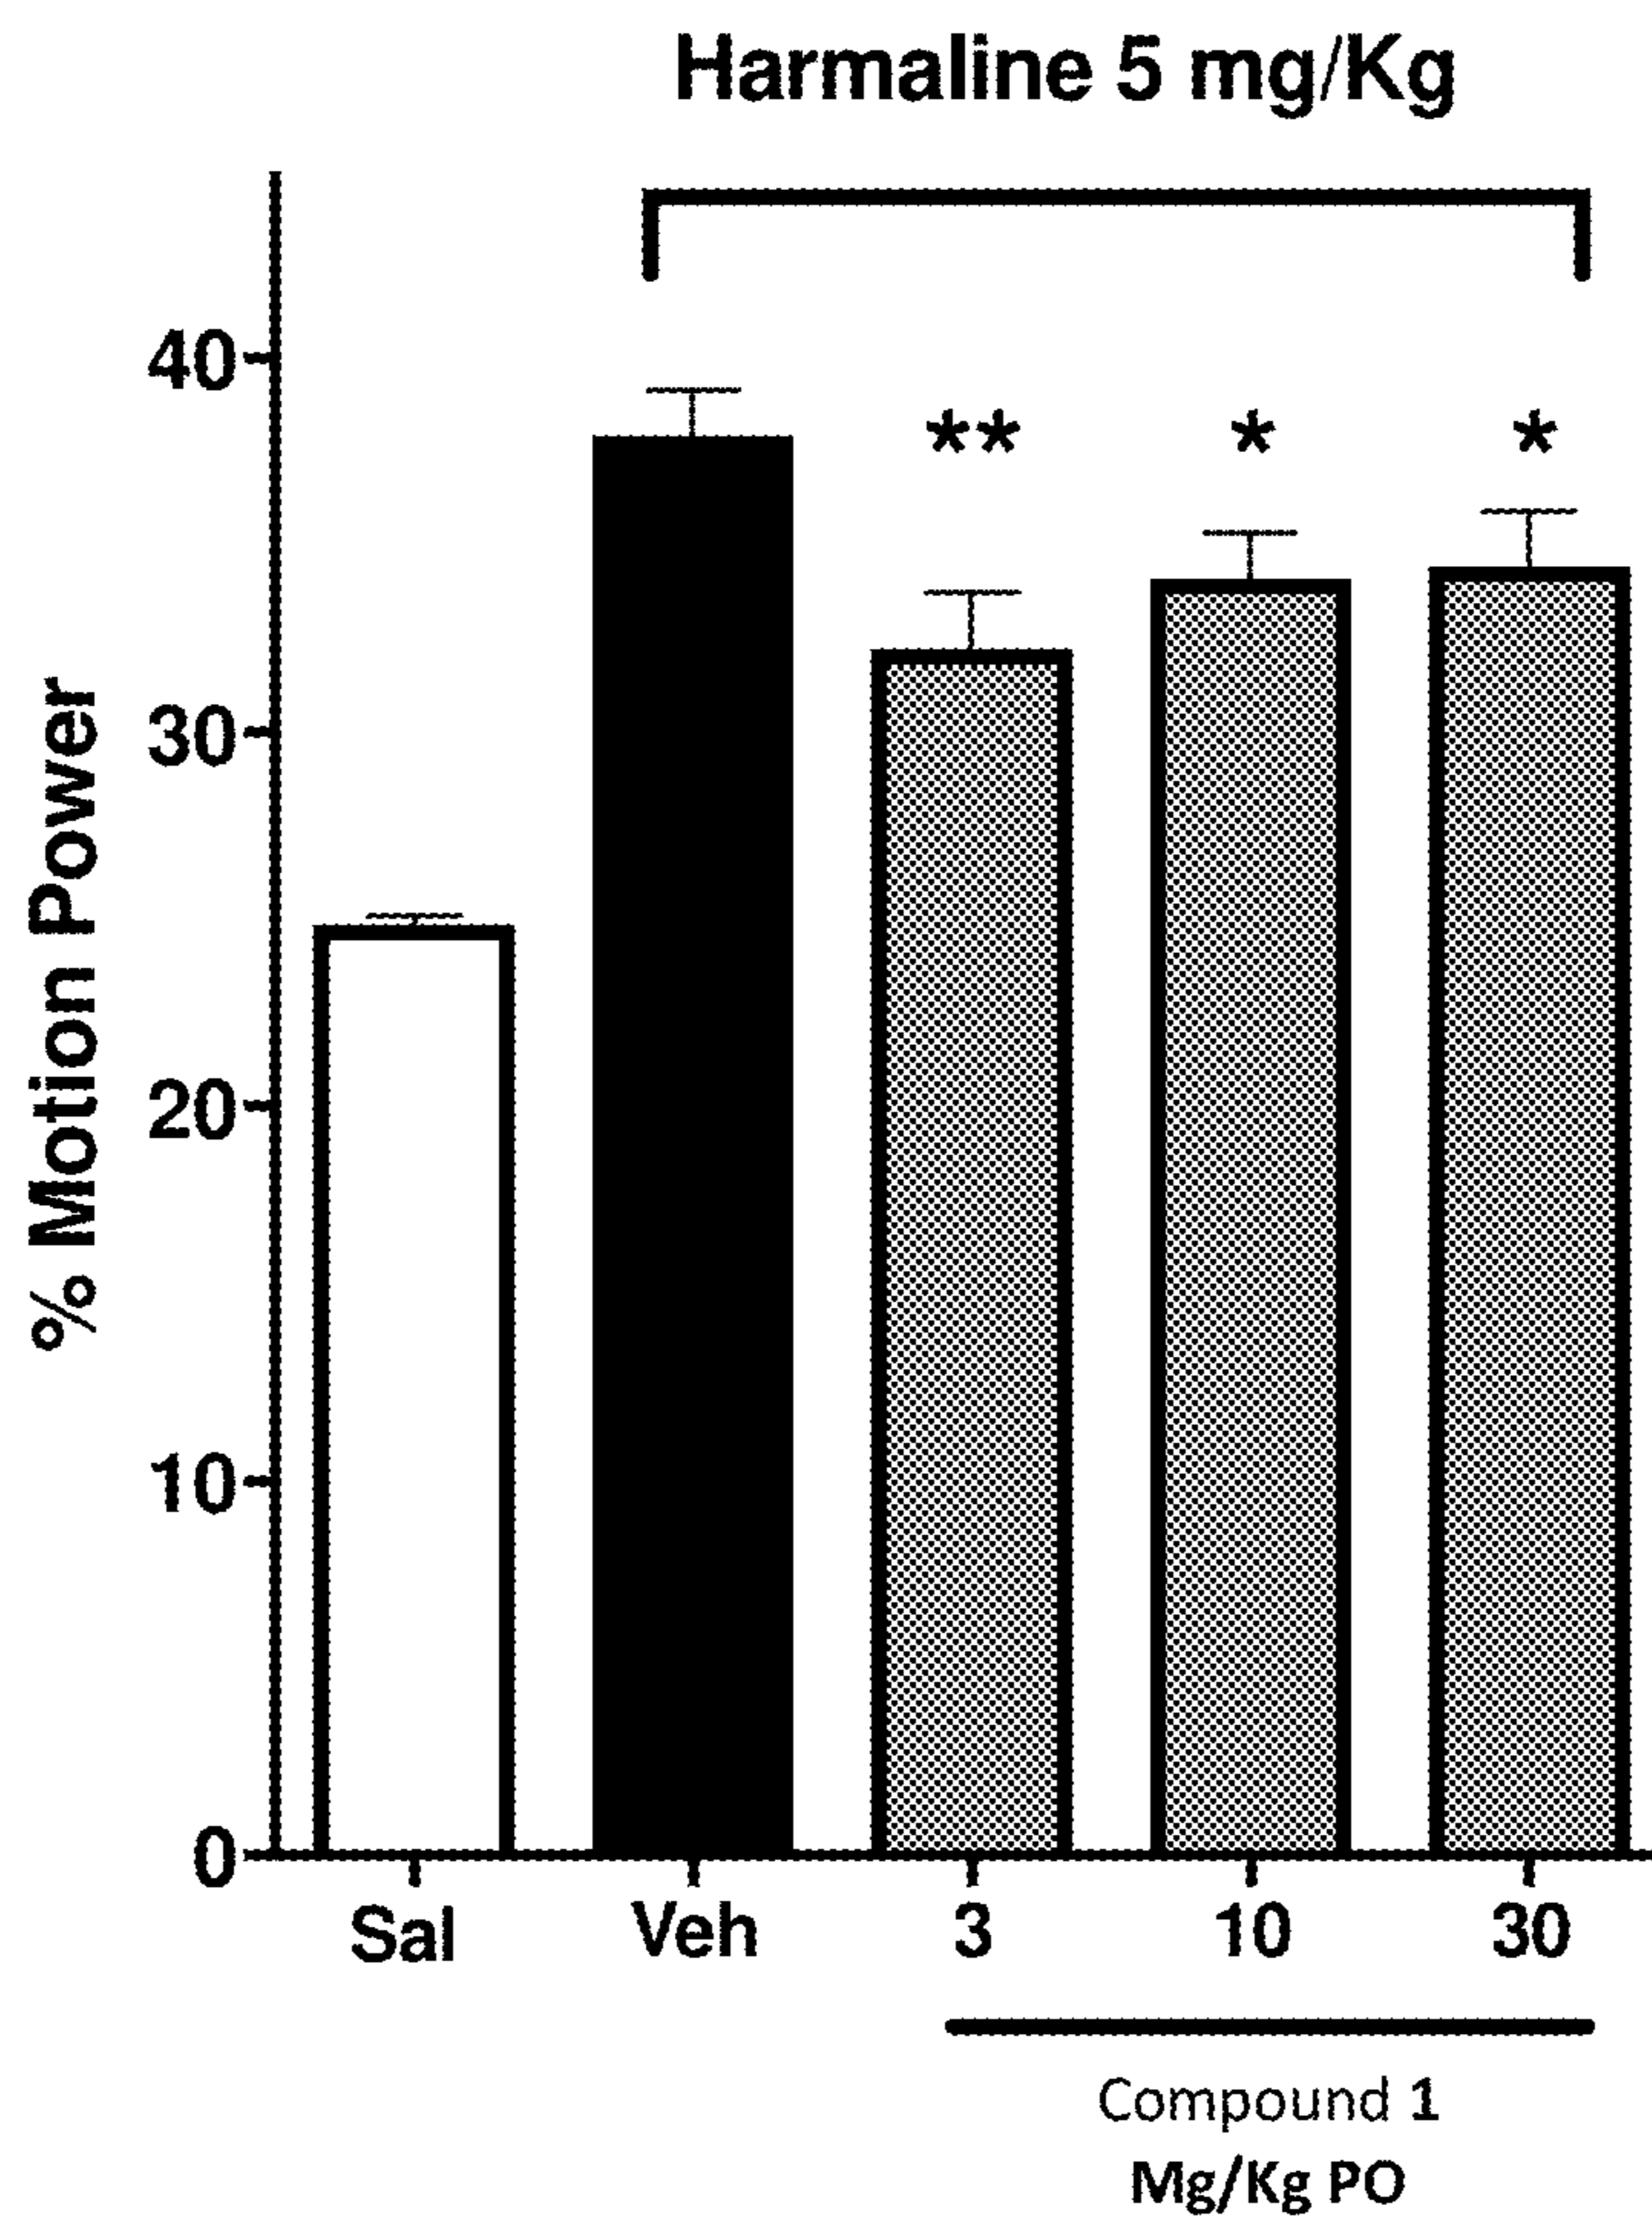 Harmaline 5 mg/Kg
40
** * *
30
% Motion Power
20
10
0
Sal Veh 3 10 30
Compound 1
Mg/Kg PO